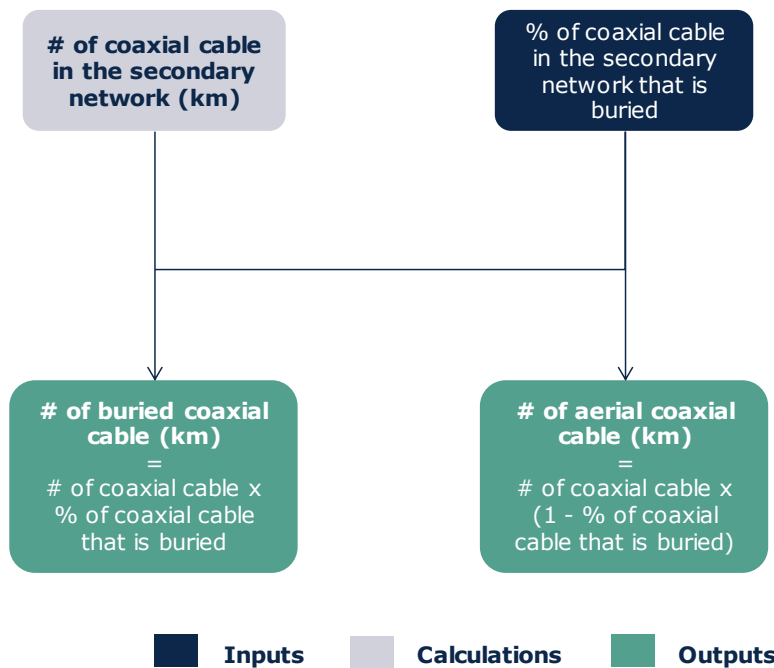 # of coaxial cable
in the secondary
network (km)
% of coaxial cable
in the secondary
network that is
buried
# of buried coaxial
cable (km)
=
# of coaxial cable x
% of coaxial cable
that is buried
# of aerial coaxial
cable (km)
=
# of coaxial cable x
(1 - % of coaxial
cable that is buried)
Inputs
Calculations
Outputs